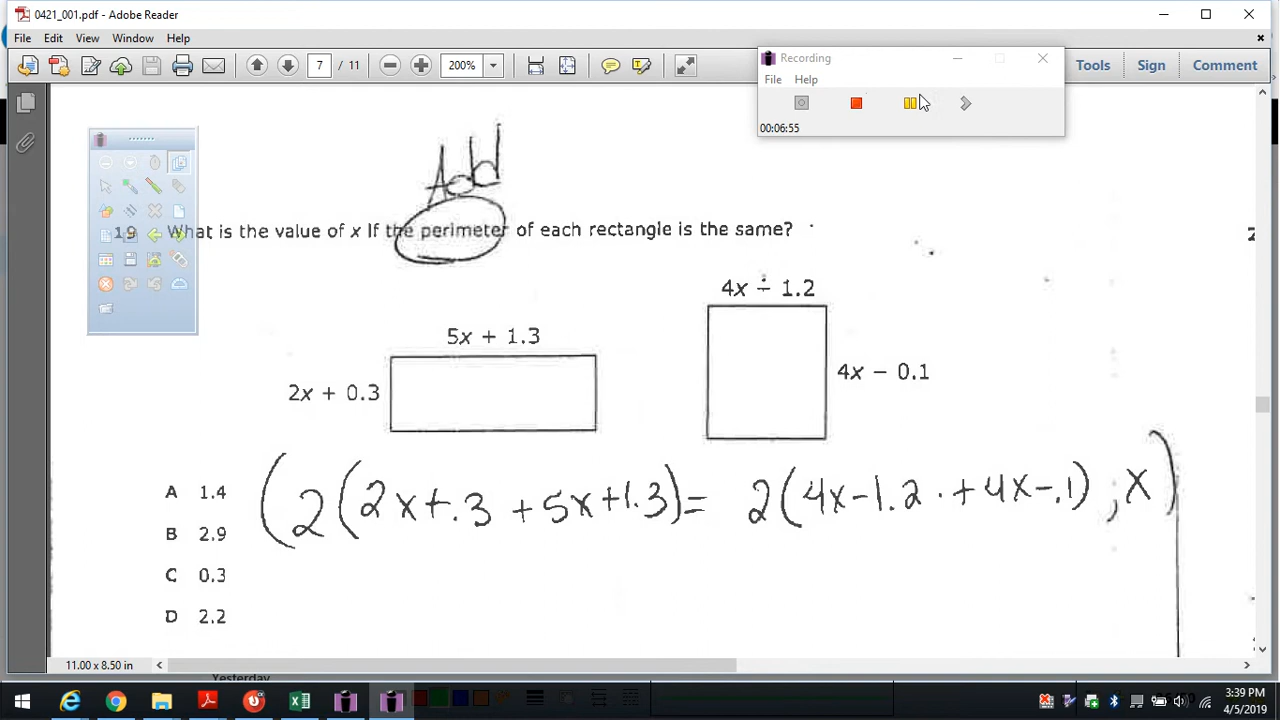 0421_001.pdf - Adobe Reader
File Edit View Window Help
7 / 11
200%
Tools Sign Comment
Recording
File Help
00:06:55
Add
19 What is the value of x If the perimeter of each rectangle is the same?
2
4x − 1.2
5x + 1.3
2x + 0.3
4x − 0.1
A 1.4
(2(2x+.3 +5x+1.3)= 2(4x-1.2 +4x-.1), x)
B 2.9
C 0.3
D 2.2
11.00 x 8.50 in
Yesterday
3:39 PM
4/5/2019